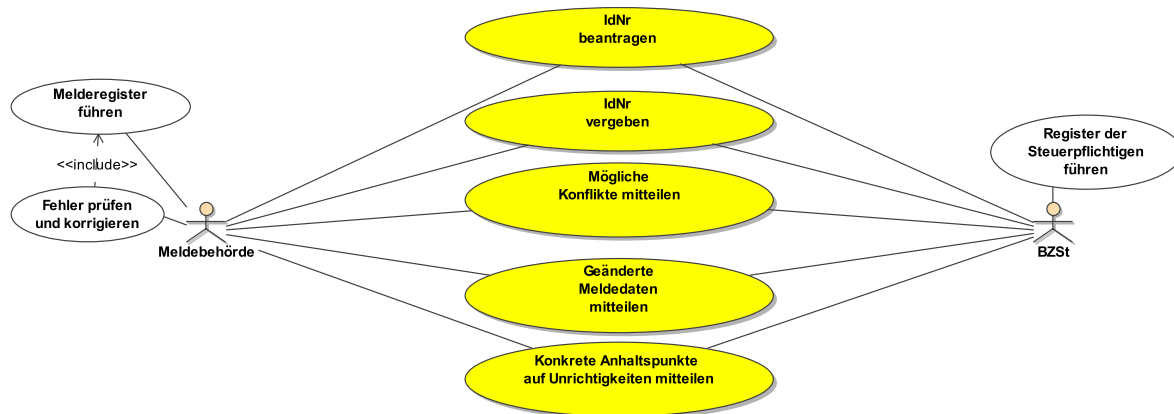 IdNr
beantragen
Melderegister
führen
IdNr
vergeben
<<include>>
Register der
Steuerpflichtigen
führen
Mögliche
Konflikte mitteilen
Fehler prüfen
und korrigieren
Meldebehörde
BZSt
Geänderte
Meldedaten
mitteilen
Konkrete Anhaltspunkte
auf Unrichtigkeiten mitteilen